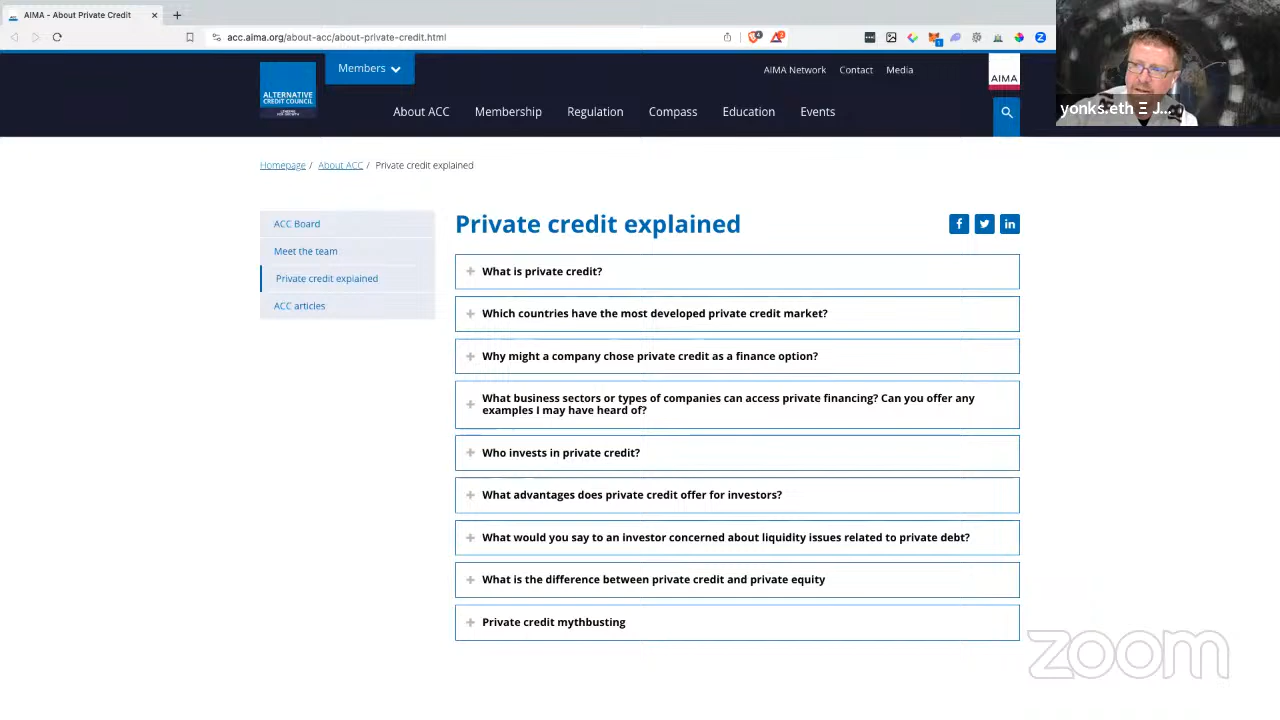 AIMA - About Private Credit
acc.aima.org/about-acc/about-private-credit.html
Members
AIMA Network
Contact
Media
AIMA
ALTERNATIVE
CREDIT COUNCIL
About ACC
Membership
Regulation
Compass
Education
Events
yonks.eth Ξ J...
Homepage / About ACC / Private credit explained
ACC Board
Meet the team
Private credit explained
ACC articles
Private credit explained
What is private credit?
Which countries have the most developed private credit market?
Why might a company chose private credit as a finance option?
What business sectors or types of companies can access private financing? Can you offer any
examples I may have heard of?
Who invests in private credit?
What advantages does private credit offer for investors?
What would you say to an investor concerned about liquidity issues related to private debt?
What is the difference between private credit and private equity
Private credit mythbusting
zoom